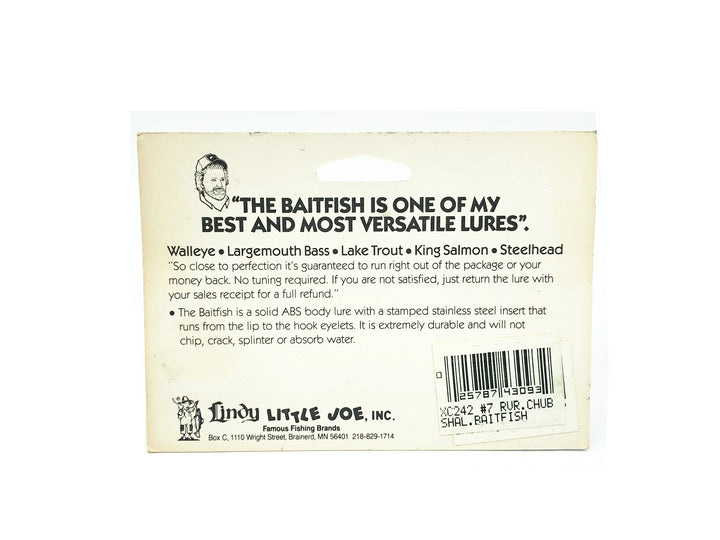 "THE BAITFISH IS ONE OF MY
BEST AND MOST VERSATILE LURES".
Walleye • Largemouth Bass • Lake Trout • King Salmon • Steelhead
"So close to perfection it's guaranteed to run right out of the package or your
money back. No tuning required. If you are not satisfied, just return the lure with
your sales receipt for a full refund."
• The Baitfish is a solid ABS body lure with a stamped stainless steel insert that
runs from the lip to the hook eyelets. It is extremely durable and will not
chip, crack, splinter or absorb water.
25787 43093
XC242 #7 RVR.CHUB
SHAL.BAITFISH
Lindy LITTLE JOE, INC.
Famous Fishing Brands
Box C, 1110 Wright Street, Brainerd, MN 56401 218-829-1714